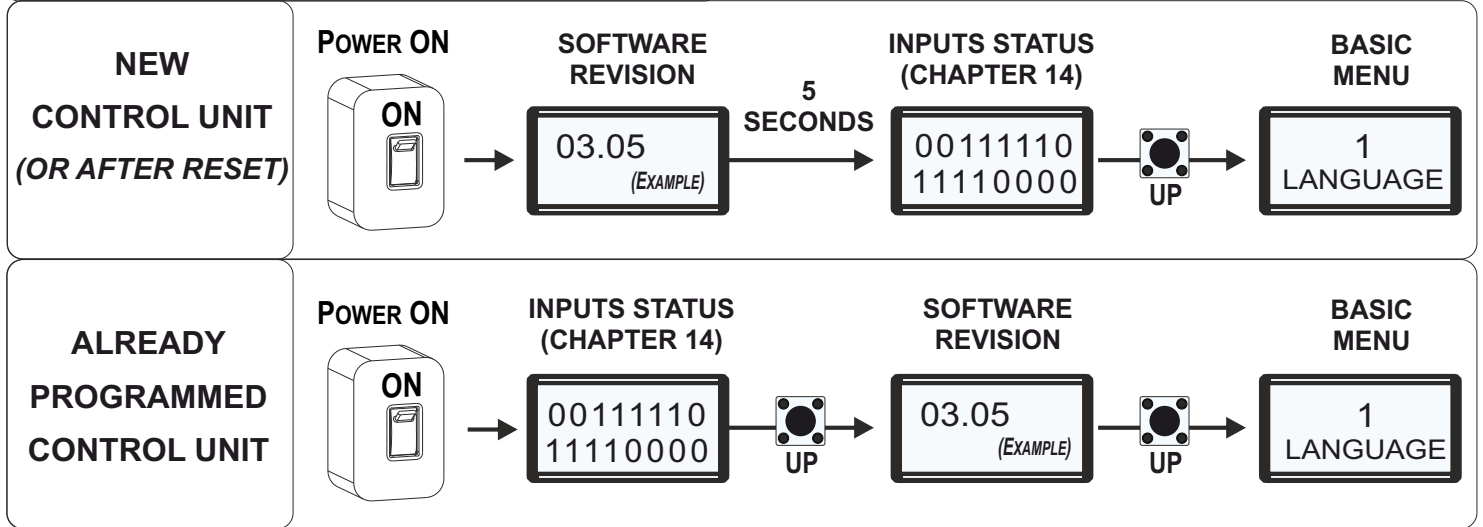 NEW
CONTROL UNIT
(OR AFTER RESET)
POWER ON
ON
SOFTWARE
REVISION
03.05
(EXAMPLE)
5
SECONDS
INPUTS STATUS
(CHAPTER 14)
00111110
11110000
UP
BASIC
MENU
1
LANGUAGE
ALREADY
PROGRAMMED
CONTROL UNIT
POWER ON
ON
INPUTS STATUS
(CHAPTER 14)
00111110
11110000
UP
SOFTWARE
REVISION
03.05
(EXAMPLE)
UP
BASIC
MENU
1
LANGUAGE